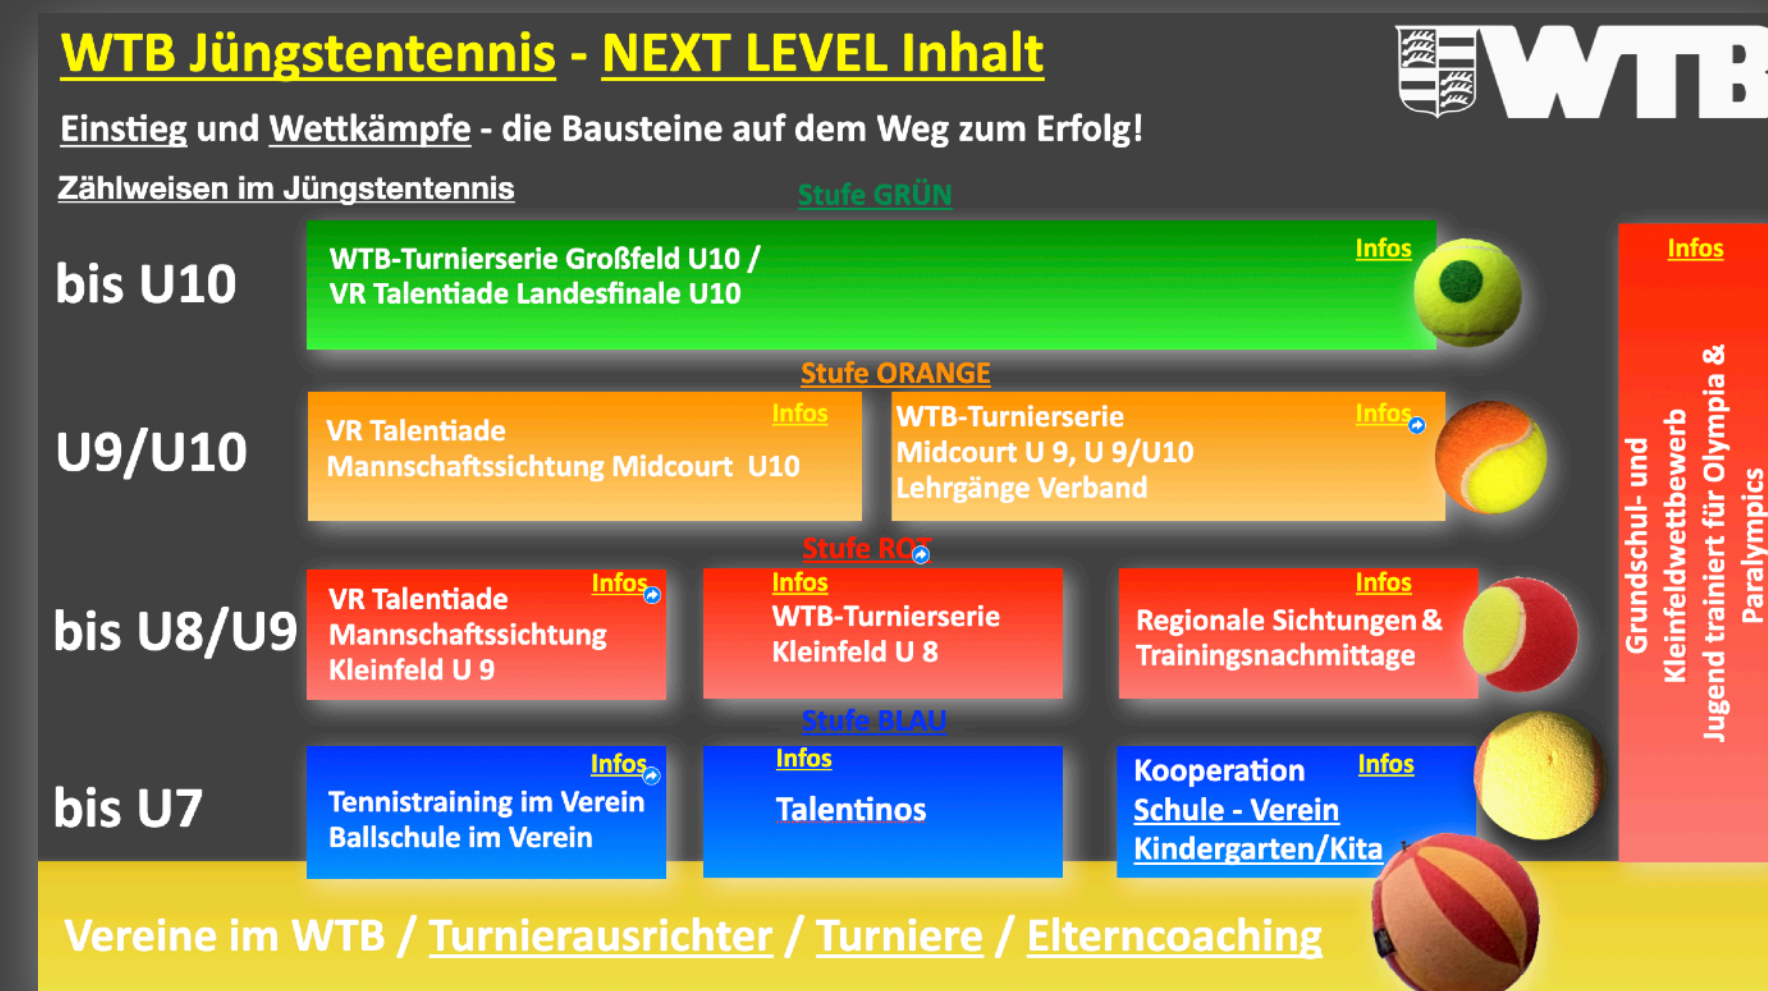 WTB Jüngstentennis - NEXT LEVEL Inhalt
WTB
Einstieg und Wettkämpfe - die Bausteine auf dem Weg zum Erfolg!
Zählweisen im Jüngstentennis
Stufe GRÜN
bis U10
WTB-Turnierserie Großfeld U10 /
VR Talentiade Landesfinale U10
Infos
Stufe ORANGE
U9/U10
VR Talentiade
Mannschaftssichtung Midcourt U10
Infos
WTB-Turnierserie
Midcourt U 9, U 9/U10
Lehrgänge Verband
Infos
Stufe ROT
bis U8/U9
VR Talentiade
Mannschaftssichtung
Kleinfeld U 9
Infos
Infos
WTB-Turnierserie
Kleinfeld U 8
Infos
Regionale Sichtungen &
Trainingsnachmittage
Stufe BLAU
bis U7
Infos
Tennistraining im Verein
Ballschule im Verein
Infos
Talentinos
Kooperation
Schule - Verein
Kindergarten/Kita
Infos
Infos
Grundschul- und
Kleinfeldwettbewerb
Jugend trainiert für Olympia &
Paralympics
Vereine im WTB / Turnierausrichter / Turniere / Elterncoaching